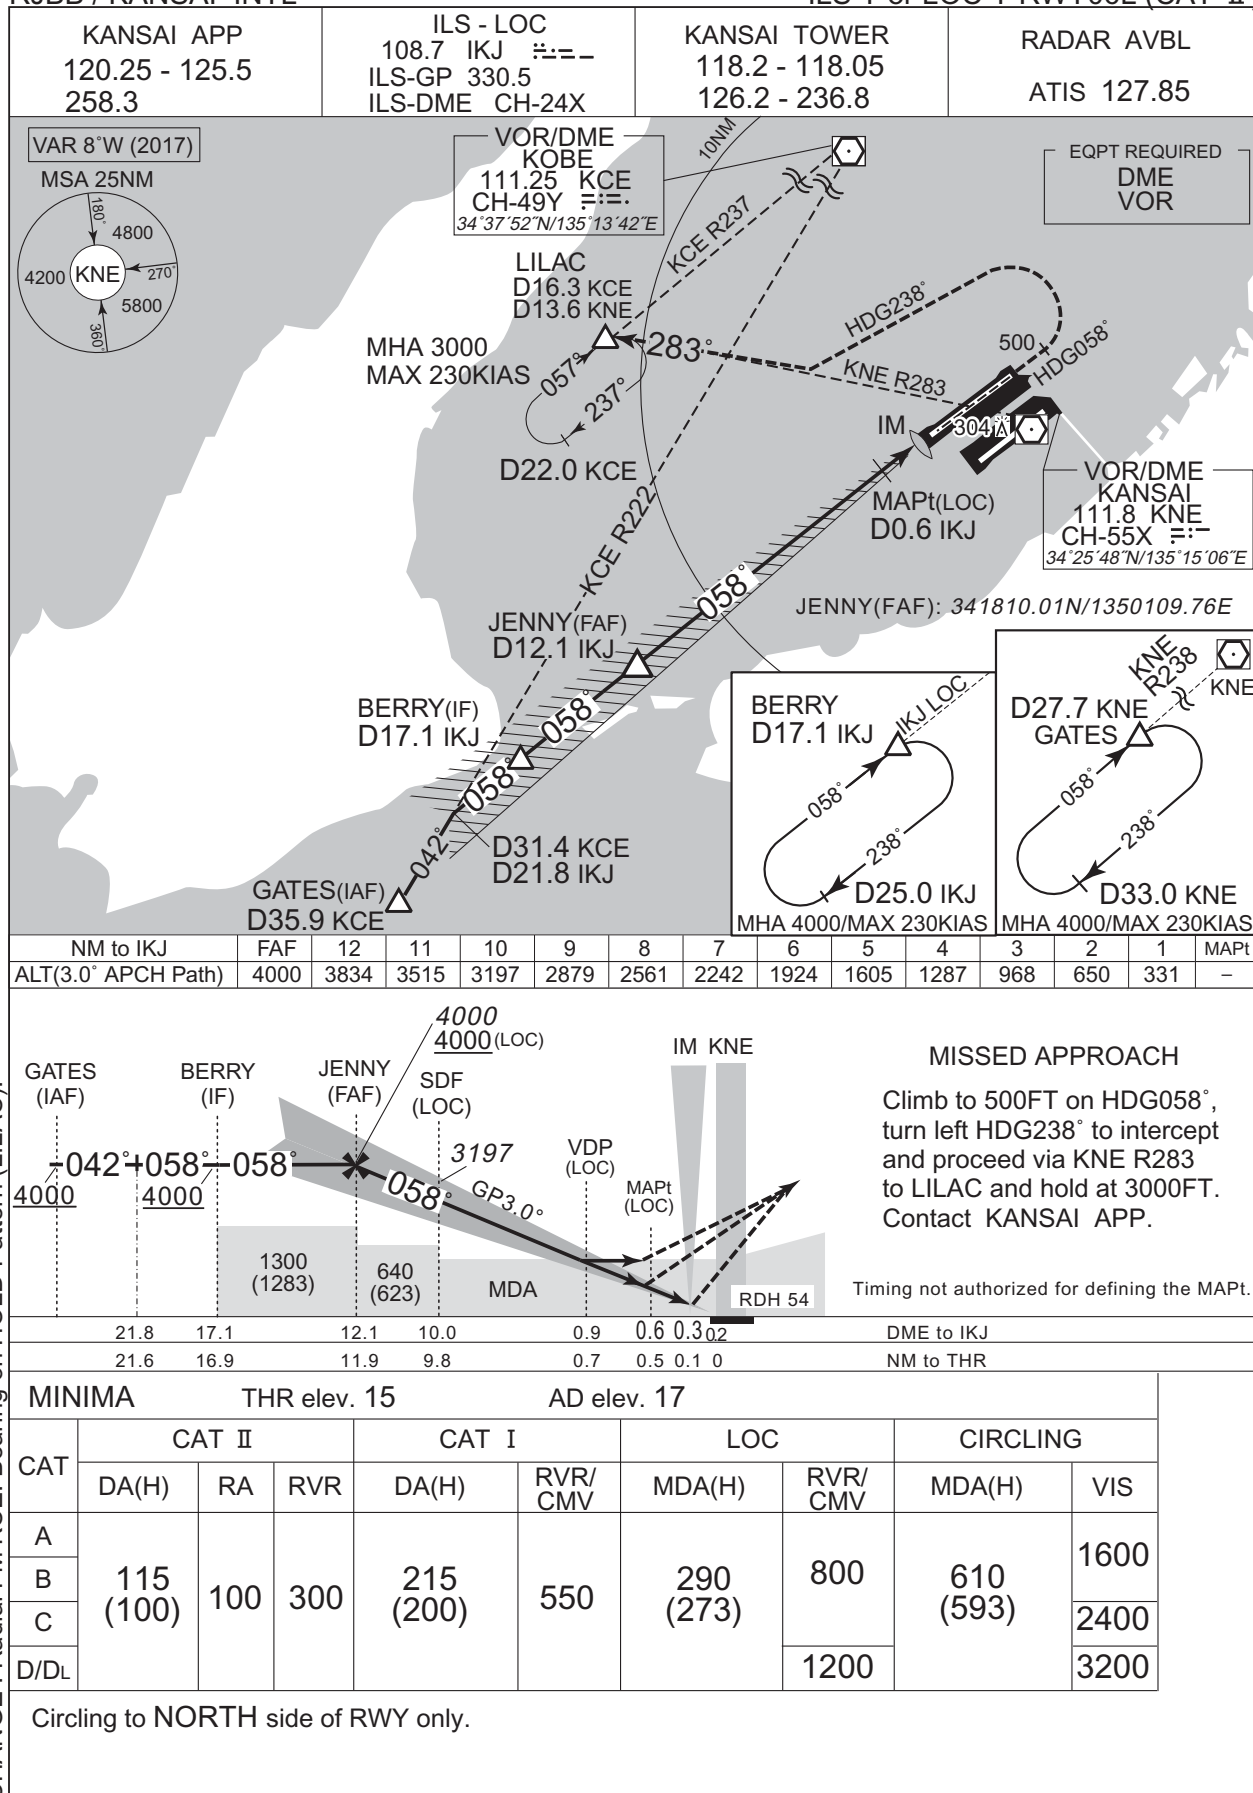 RJBB / KANSAI INTL
KANSAI APP
120.25 - 125.5
258.3
ILS - LOC
108.7 IKJ
ILS-GP 330.5
ILS-DME CH-24X
KANSAI TOWER
118.2 - 118.05
126.2 - 236.8
RADAR AVBL
ATIS 127.85
VAR 8°W (2017)
MSA 25NM
180°
4800
4200
KNE
270°
5800
360°
VOR/DME
KOBE
111.25 KCE
CH-49Y
34°37´52˝N/135°13´42˝E
10NM
EQPT REQUIRED
DME
VOR
KCE R237
LILAC
D16.3 KCE
D13.6 KNE
MHA 3000
MAX 230KIAS
057°
237°
D22.0 KCE
283°
HDG238°
KNE R283
500
HDG058°
IM
304
VOR/DME
KANSAI
111.8 KNE
CH-55X
34°25´48˝N/135°15´06˝E
MAPt(LOC)
D0.6 IKJ
KCE R222
058°
JENNY(FAF): 341810.01N/1350109.76E
JENNY(FAF)
D12.1 IKJ
058°
BERRY(IF)
D17.1 IKJ
058°
042°
D31.4 KCE
D21.8 IKJ
GATES(IAF)
D35.9 KCE
BERRY
D17.1 IKJ
IKJ LOC
058°
238°
D25.0 IKJ
MHA 4000/MAX 230KIAS
KNE
R238
KNE
D27.7 KNE
GATES
058°
238°
D33.0 KNE
MHA 4000/MAX 230KIAS
NM to IKJ FAF 12 11 10 9 8 7 6 5 4 3 2 1 MAPt
ALT(3.0° APCH Path) 4000 3834 3515 3197 2879 2561 2242 1924 1605 1287 968 650 331 –
4000
4000 (LOC)
GATES
(IAF)
BERRY
(IF)
JENNY
(FAF)
SDF
(LOC)
IM KNE
042° 058° 058°
4000
4000
3197
058°
GP3.0°
VDP
(LOC)
MAPt
(LOC)
1300
(1283)
640
(623)
MDA
RDH 54
MISSED APPROACH
Climb to 500FT on HDG058°,
turn left HDG238° to intercept
and proceed via KNE R283
to LILAC and hold at 3000FT.
Contact KANSAI APP.
Timing not authorized for defining the MAPt.
21.8 17.1 12.1 10.0 0.9 0.6 0.3 0.2 DME to IKJ
21.6 16.9 11.9 9.8 0.7 0.5 0.1 0 NM to THR
MINIMA THR elev. 15 AD elev. 17
CAT CAT Ⅱ CAT Ⅰ LOC CIRCLING
DA(H) RA RVR DA(H) RVR/CMV MDA(H) RVR/CMV MDA(H) VIS
A
B
C
D/DL
115
(100)
100
300
215
(200)
550
290
(273)
800
1200
610
(593)
1600
2400
3200
Circling to NORTH side of RWY only.